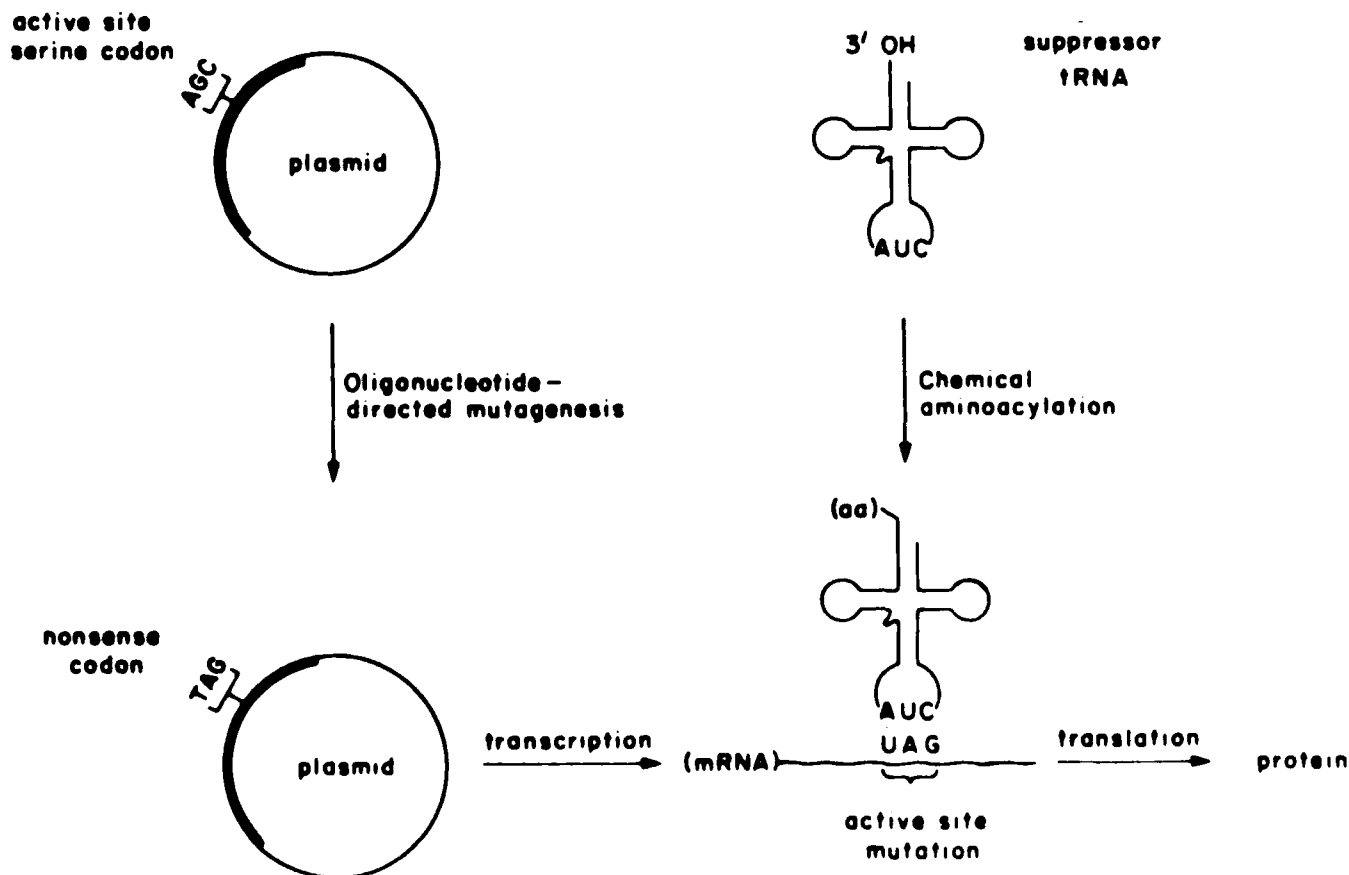 active site
serine codon
AGC
plasmid
3' OH
suppressor
tRNA
AUC
Oligonucleotide-
directed mutagenesis
Chemical
aminoacylation
(aa)
nonsense
codon
TAG
plasmid
transcription
(mRNA)
AUC
UAG
active site
mutation
translation
protein